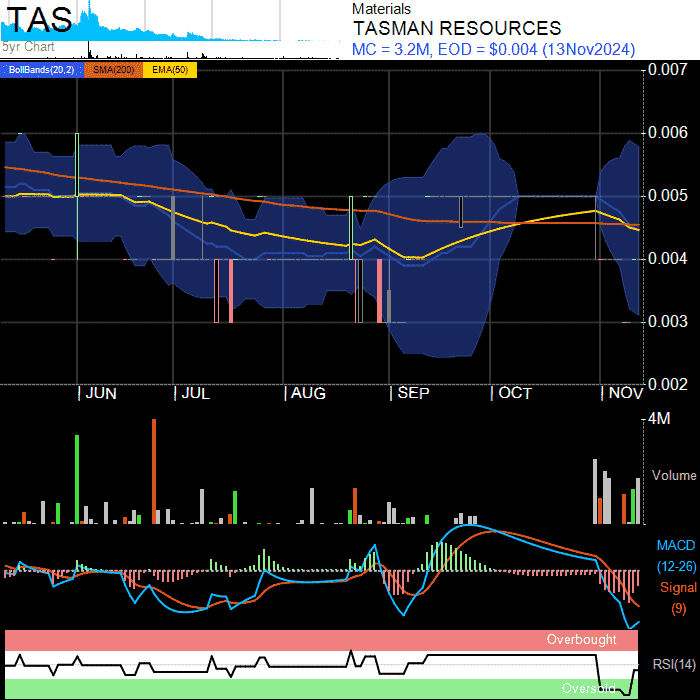 TAS
5yr Chart
Materials
TASMAN RESOURCES
MC = 3.2M, EOD = $0.004 (13Nov2024)
BollBands(20,2) SMA(200) EMA(50)
0.007
0.006
0.005
0.004
0.003
0.002
JUN JUL AUG SEP OCT NOV
4M
Volume
MACD
(12-26)
Signal
(9)
Overbought
RSI(14)
Oversold